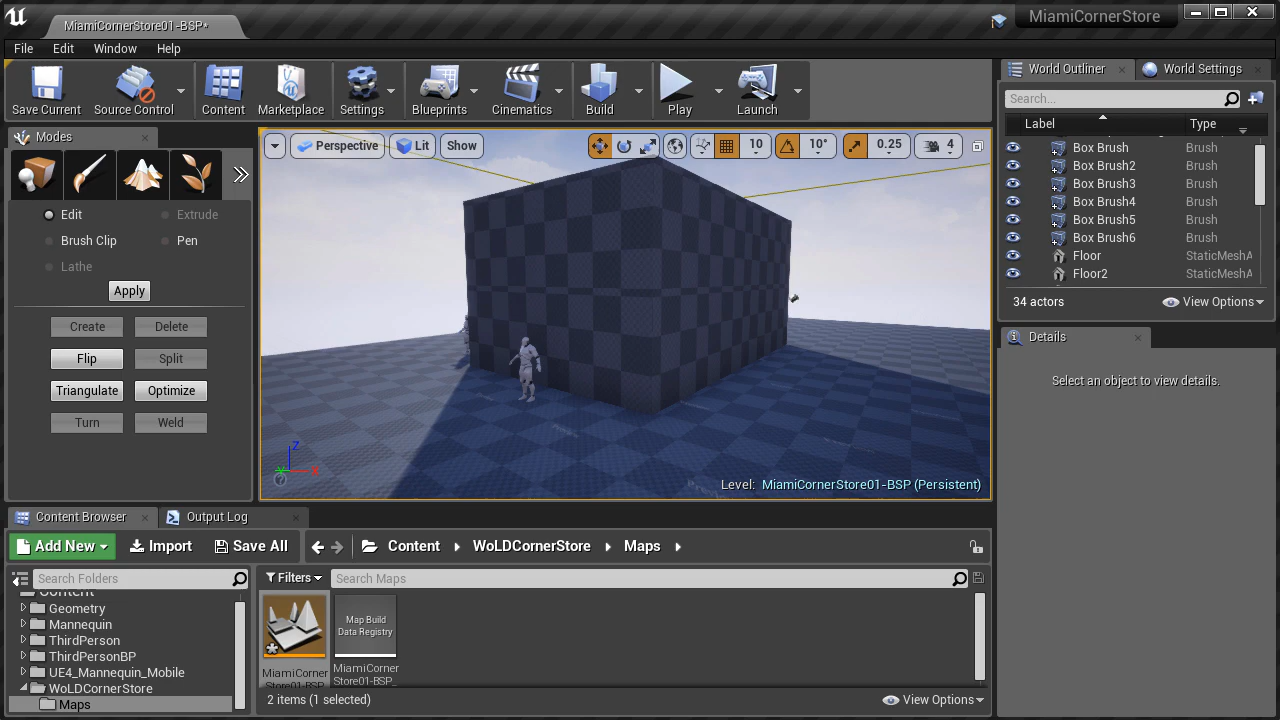 MiamiCornerStore01-BSP•
MiamiCornerStore
File Edit Window Help
Save Current Source Control Content Marketplace Settings Blueprints Cinematics Build Play Launch
World Outliner World Settings
Search...
Label Type
Box Brush Brush
Box Brush2 Brush
Box Brush3 Brush
Box Brush4 Brush
Box Brush5 Brush
Box Brush6 Brush
Floor StaticMeshA
Floor2 StaticMeshA
34 actors View Options
Details
Select an object to view details.
Modes
Edit Extrude
Brush Clip Pen
Lathe
Apply
Create Delete
Flip Split
Triangulate Optimize
Turn Weld
Perspective Lit Show 10 10° 0.25 4
Z
Y X
Level: MiamiCornerStore01-BSP (Persistent)
Content Browser Output Log
Add New Import Save All Content WoLDCornerStore Maps
Search Folders
Content
Geometry
Mannequin
ThirdPerson
ThirdPersonBP
UE4_Mannequin_Mobile
WoLDCornerStore
Maps
Filters Search Maps
Map Build
Data Registry
MiamiCorner
Store01-BSP
MiamiCorner
Store01-BSP_
2 items (1 selected) View Options